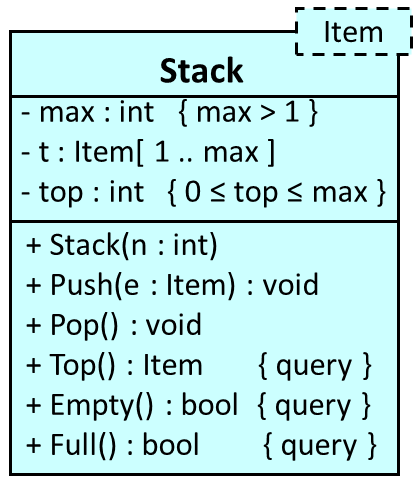 Item
Stack
- max : int { max > 1 }
- t : Item[ 1 .. max ]
- top : int { 0 ≤ top ≤ max }
+ Stack(n : int)
+ Push(e : Item) : void
+ Pop() : void
+ Top() : Item { query }
+ Empty() : bool { query }
+ Full() : bool { query }